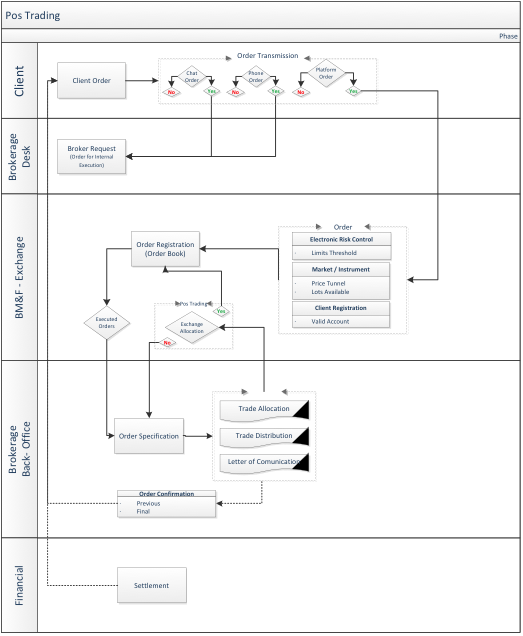 Pos Trading
Phase
Client
Client Order
Order Transmission
Chat
Order
Phone
Order
Platform
Order
No
Yes
No
Yes
No
Yes
Brokerage
Desk
Broker Request
(Order for Internal
Execution)
BM&F - Exchange
Order Registration
(Order Book)
Order
Electronic Risk Control
Limits Threshold
Market / Instrument
Price Tunnel
Lots Available
Client Registration
Valid Account
Executed
Orders
Pos Trading
Yes
Exchange
Allocation
No
Brokerage
Back- Office
Order Specification
Trade Allocation
Trade Distribution
Letter of Comunication
Order Confirmation
Previous
Final
Financial
Settlement